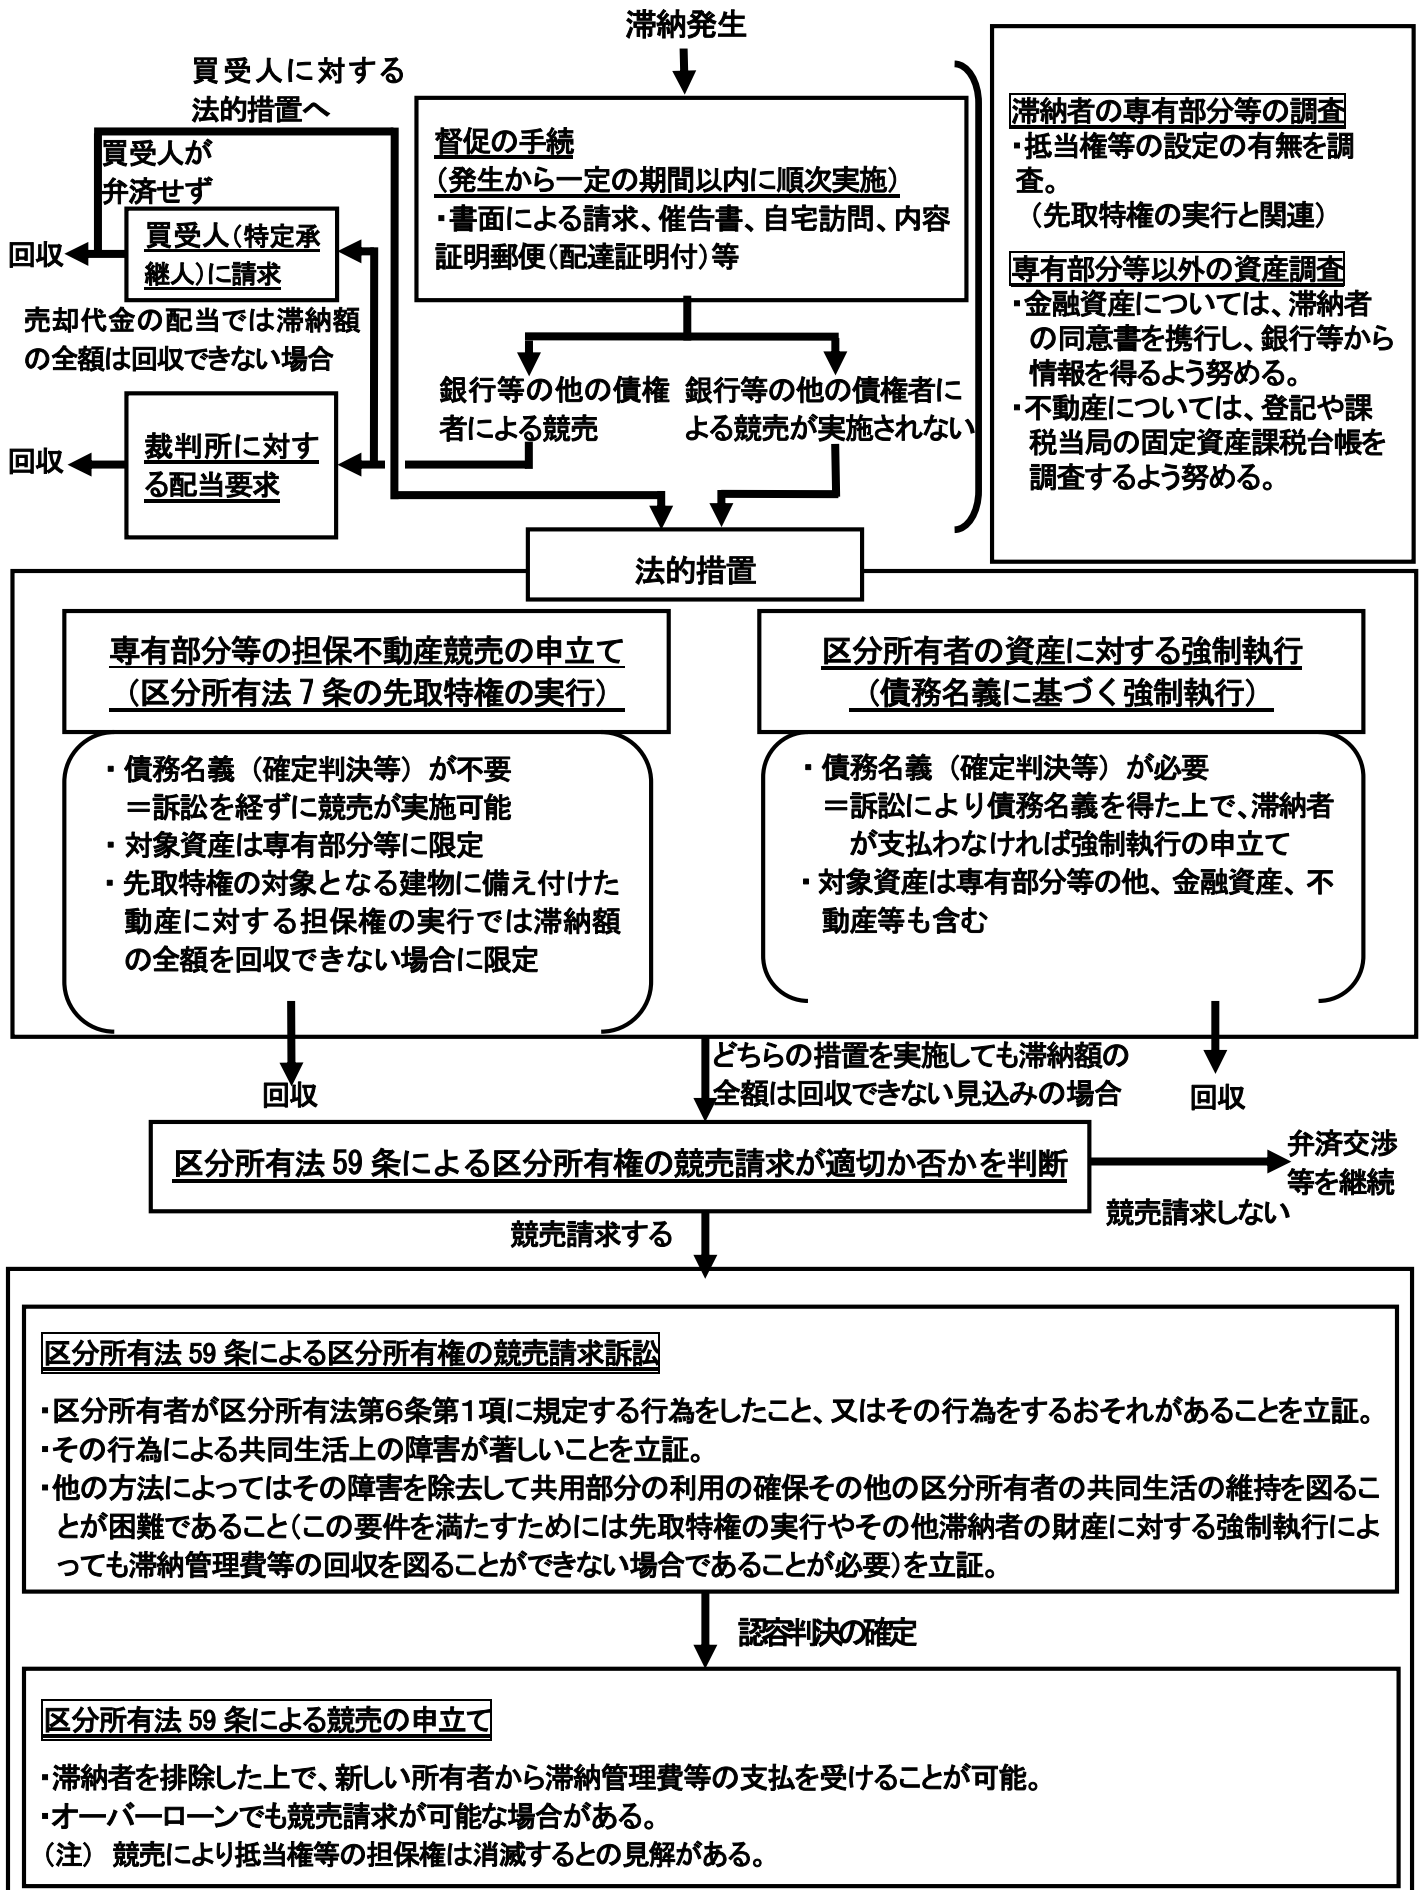 滞納発生
買受人に対する
法的措置へ
買受人が
弁済せず
回収
買受人(特定承
継人)に請求
売却代金の配当では滞納額
の全額は回収できない場合
回収
裁判所に対す
る配当要求
督促の手続
(発生から一定の期間以内に順次実施)
・書面による請求、催告書、自宅訪問、内容
証明郵便(配達証明付)等
銀行等の他の債権
者による競売
銀行等の他の債権者に
よる競売が実施されない
滞納者の専有部分等の調査
・抵当権等の設定の有無を調
査。
(先取特権の実行と関連)
専有部分等以外の資産調査
・金融資産については、滞納者
の同意書を携行し、銀行等から
情報を得るよう努める。
・不動産については、登記や課
税当局の固定資産課税台帳を
調査するよう努める。
法的措置
専有部分等の担保不動産競売の申立て
(区分所有法 7 条の先取特権の実行)
・債務名義(確定判決等)が不要
=訴訟を経ずに競売が実施可能
・対象資産は専有部分等に限定
・先取特権の対象となる建物に備え付けた
動産に対する担保権の実行では滞納額
の全額を回収できない場合に限定
区分所有者の資産に対する強制執行
(債務名義に基づく強制執行)
・債務名義(確定判決等)が必要
=訴訟により債務名義を得た上で、滞納者
が支払わなければ強制執行の申立て
・対象資産は専有部分等の他、金融資産、不
動産等も含む
回収
どちらの措置を実施しても滞納額の
全額は回収できない見込みの場合
回収
区分所有法 59 条による区分所有権の競売請求が適切か否かを判断
弁済交渉
等を継続
競売請求しない
競売請求する
区分所有法 59 条による区分所有権の競売請求訴訟
・区分所有者が区分所有法第6条第1項に規定する行為をしたこと、又はその行為をするおそれがあることを立証。
・その行為による共同生活上の障害が著しいことを立証。
・他の方法によってはその障害を除去して共用部分の利用の確保その他の区分所有者の共同生活の維持を図るこ
とが困難であること(この要件を満たすためには先取特権の実行やその他滞納者の財産に対する強制執行によ
っても滞納管理費等の回収を図ることができない場合であることが必要)を立証。
認容判決の確定
区分所有法 59 条による競売の申立て
・滞納者を排除した上で、新しい所有者から滞納管理費等の支払を受けることが可能。
・オーバーローンでも競売請求が可能な場合がある。
(注) 競売により抵当権等の担保権は消滅するとの見解がある。